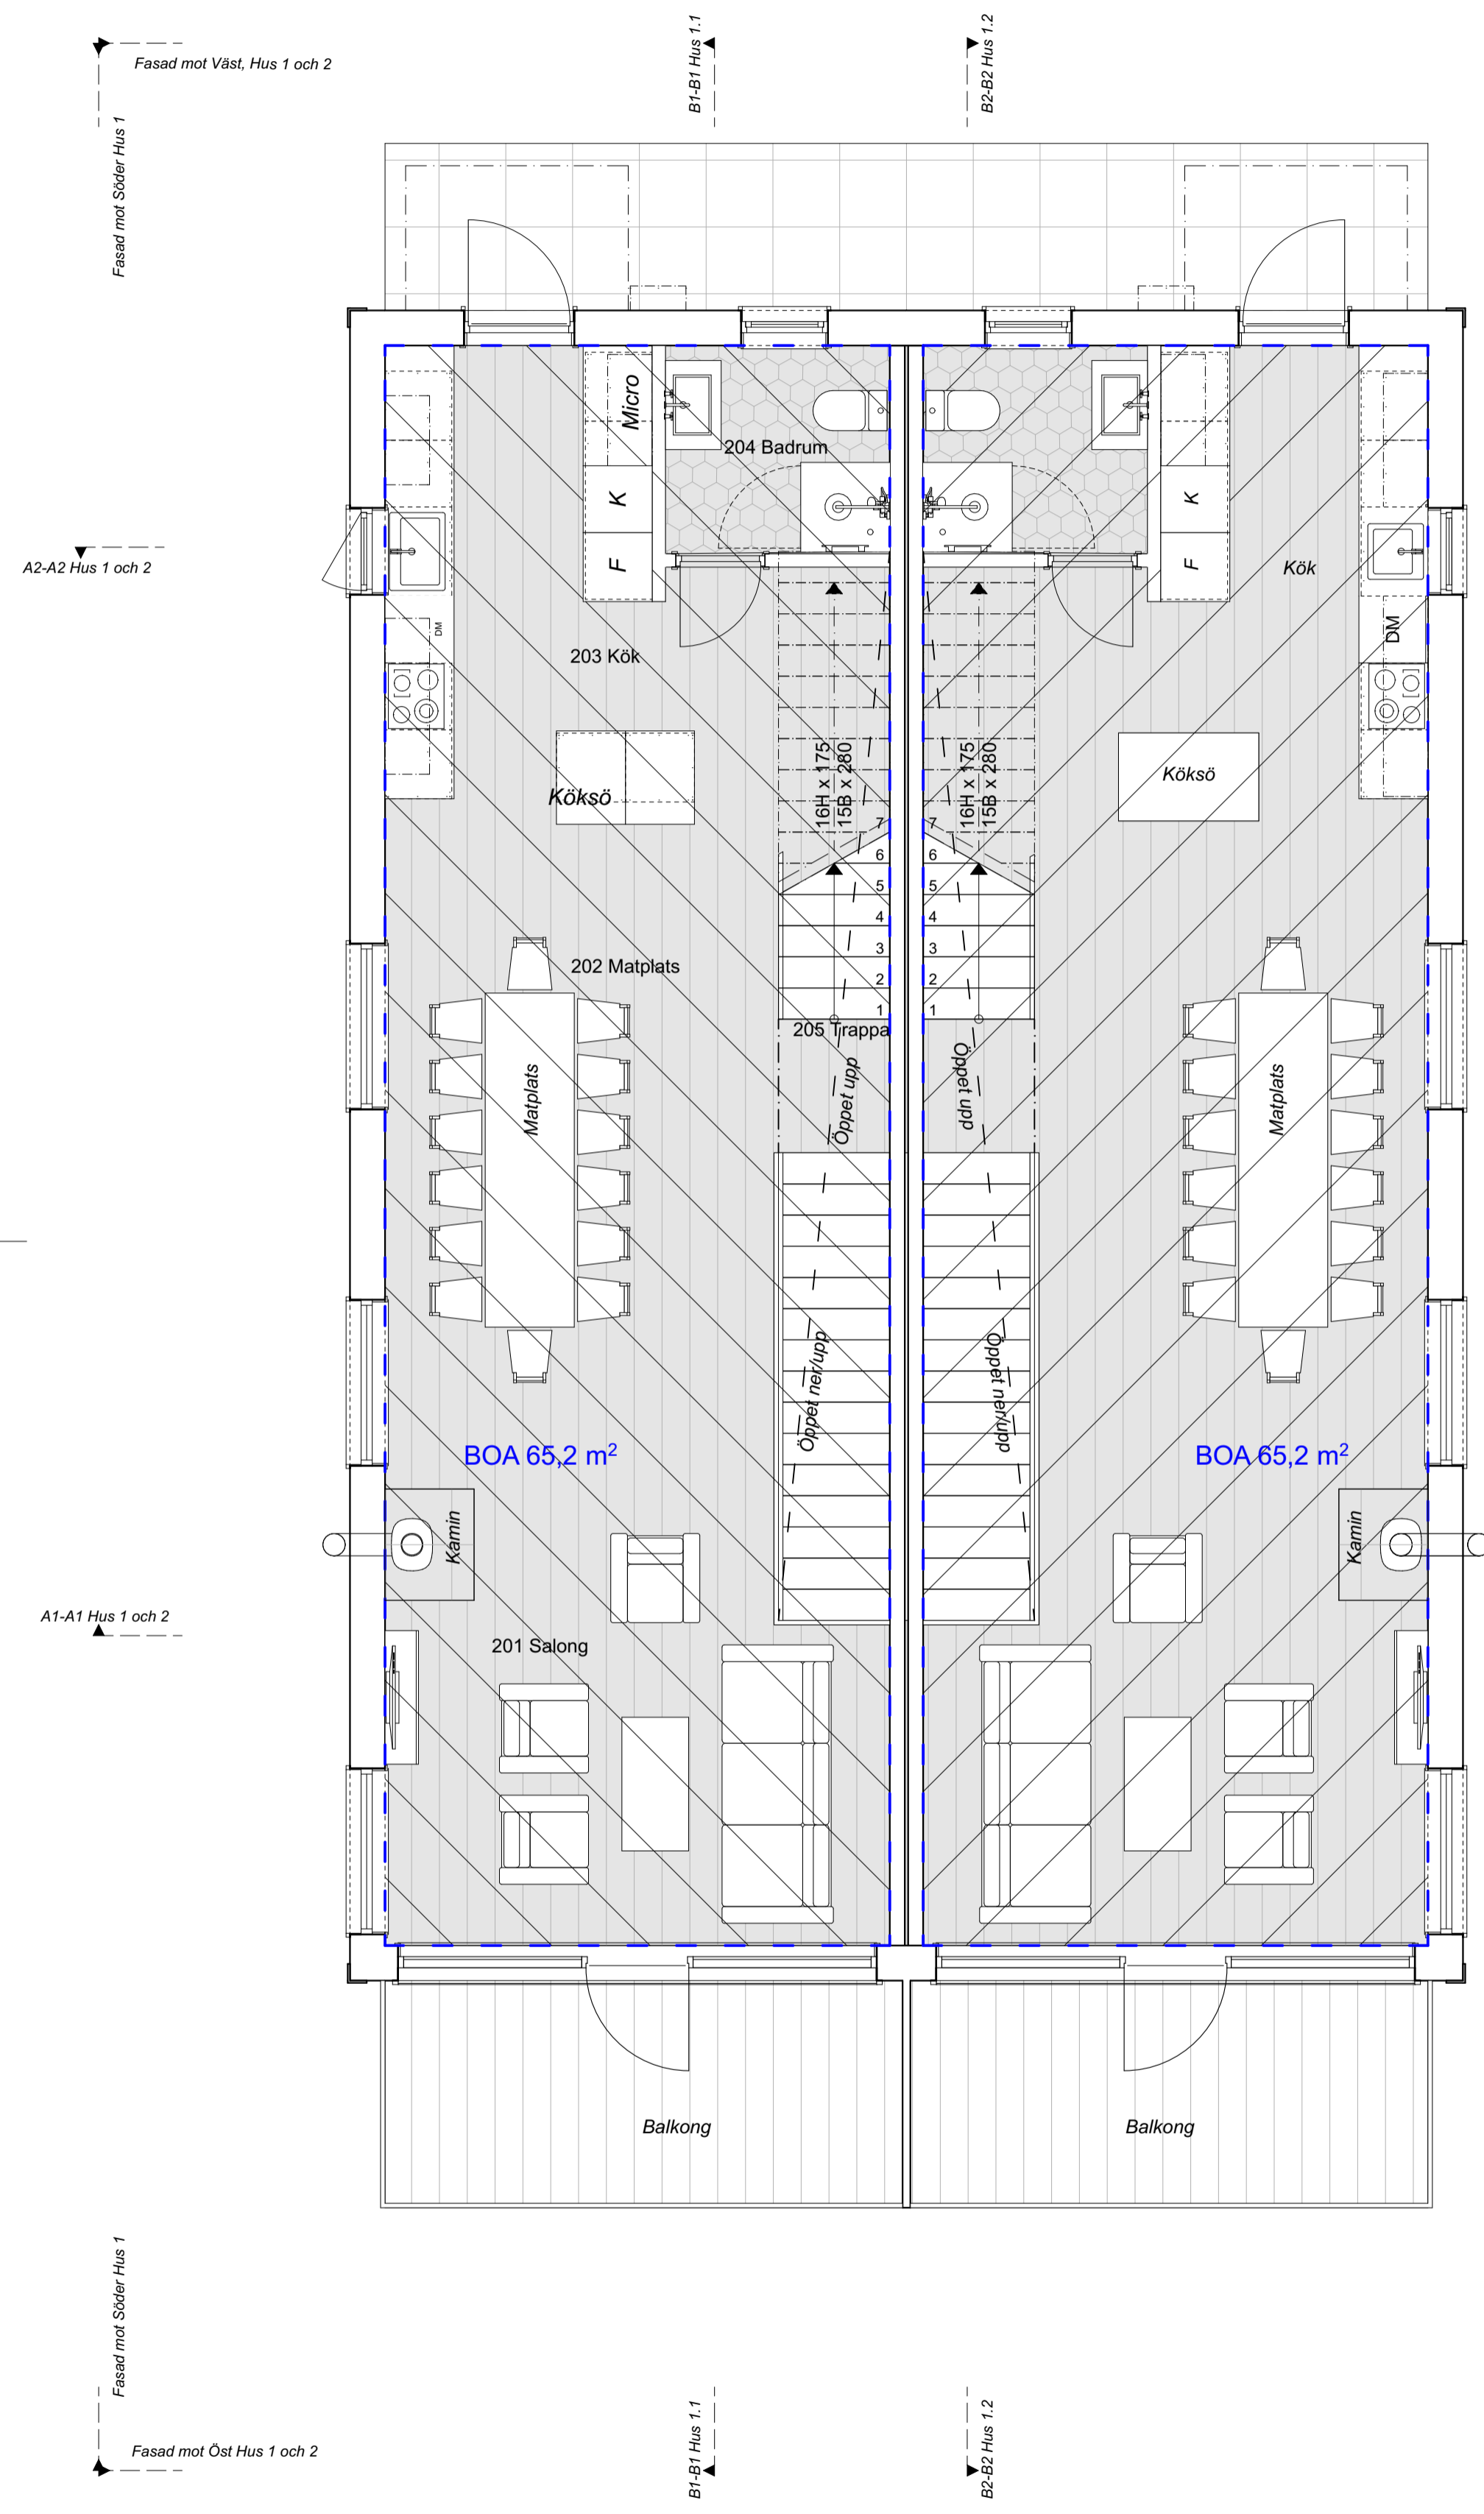 B1-B1 Hus 1.1
B2-B2 Hus 1.2
Fasad mot Väst, Hus 1 och 2
Fasad mot Söder Hus 1
Micro
204 Badrum
K
K
F
F
A2-A2 Hus 1 och 2
Kök
DM
DM
203 Kök
16H x 175
15B x 280
16H x 175
15B x 280
Köksö
Köksö
7
7
6
6
5
5
4
4
3
3
2
2
1
1
202 Matplats
205 Trappa
Öppet upp
Öppet upp
Matplats
Matplats
Öppet ner/upp
Öppet ner/upp
BOA 65,2 m²
BOA 65,2 m²
Kamin
Kamin
A1-A1 Hus 1 och 2
201 Salong
Balkong
Balkong
Fasad mot Söder Hus 1
Fasad mot Öst Hus 1 och 2
B1-B1 Hus 1.1
B2-B2 Hus 1.2